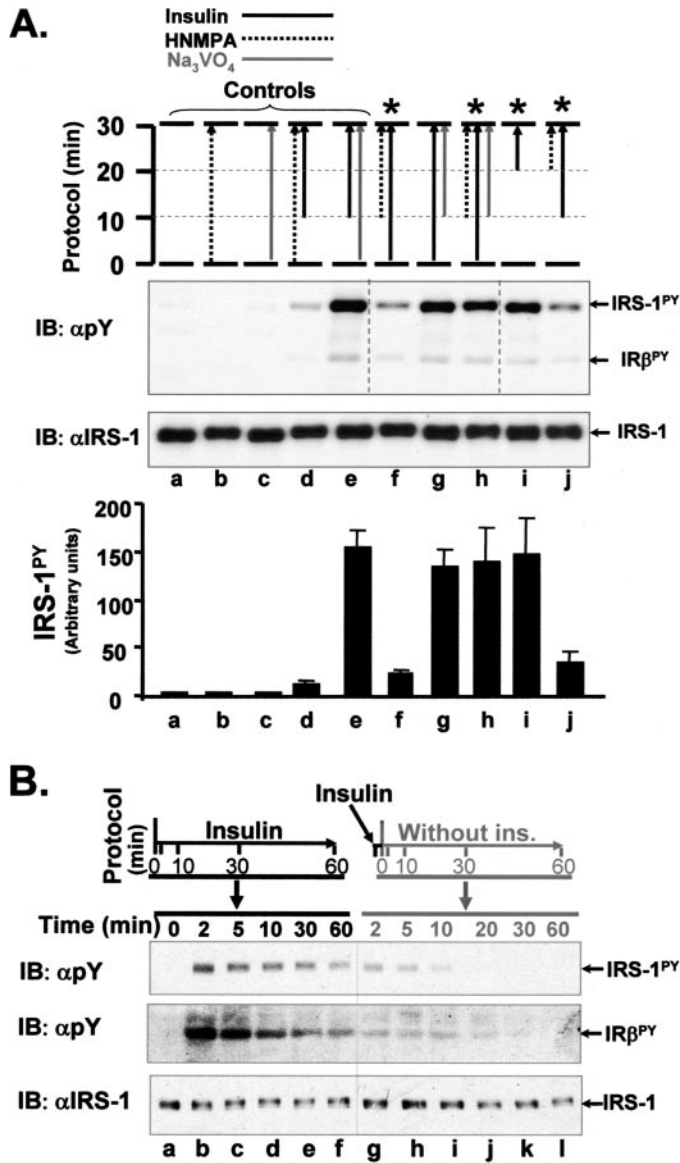 A.
Insulin
HNMPA
Na3VO4
Controls
* * * *
Protocol (min)
30
20
10
0
IB: αpY
IRS-1PY
IRβPY
IB: αIRS-1
IRS-1
a b c d e f g h i j
IRS-1PY
(Arbitrary units)
200
150
100
50
0
a b c d e f g h i j
B.
Insulin
Protocol (min)
Insulin
Without ins.
0 10 30 60
0 10 30 60
Time (min) 0 2 5 10 30 60 2 5 10 20 30 60
IB: αpY
IRS-1PY
IB: αpY
IRβPY
IB: αIRS-1
IRS-1
a b c d e f g h i j k l